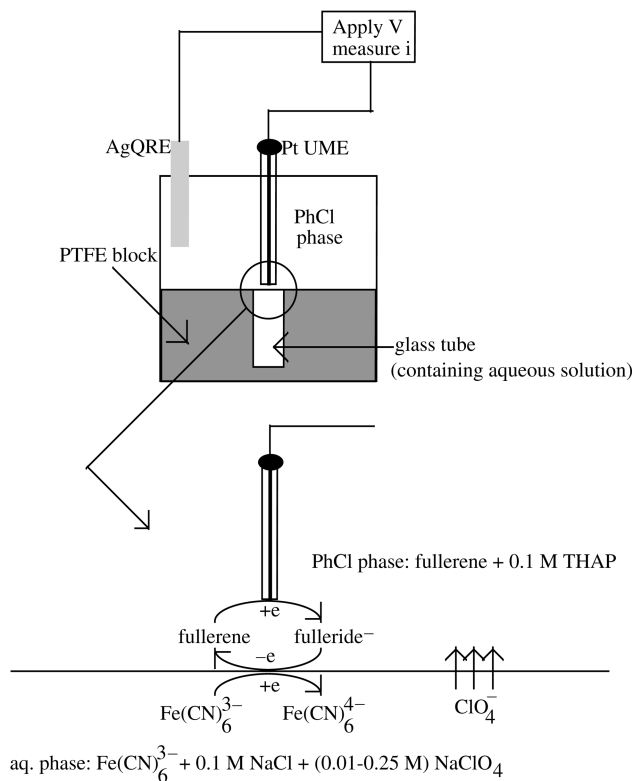 Apply V
measure i
AgQRE
Pt UME
PhCl
phase
PTFE block
glass tube
(containing aqueous solution)
PhCl phase: fullerene + 0.1 M THAP
+e
fullerene fulleride⁻
–e
+e
Fe(CN)₆³⁻ Fe(CN)₆⁴⁻ ClO₄⁻
aq. phase: Fe(CN)₆³⁻ + 0.1 M NaCl + (0.01-0.25 M) NaClO₄